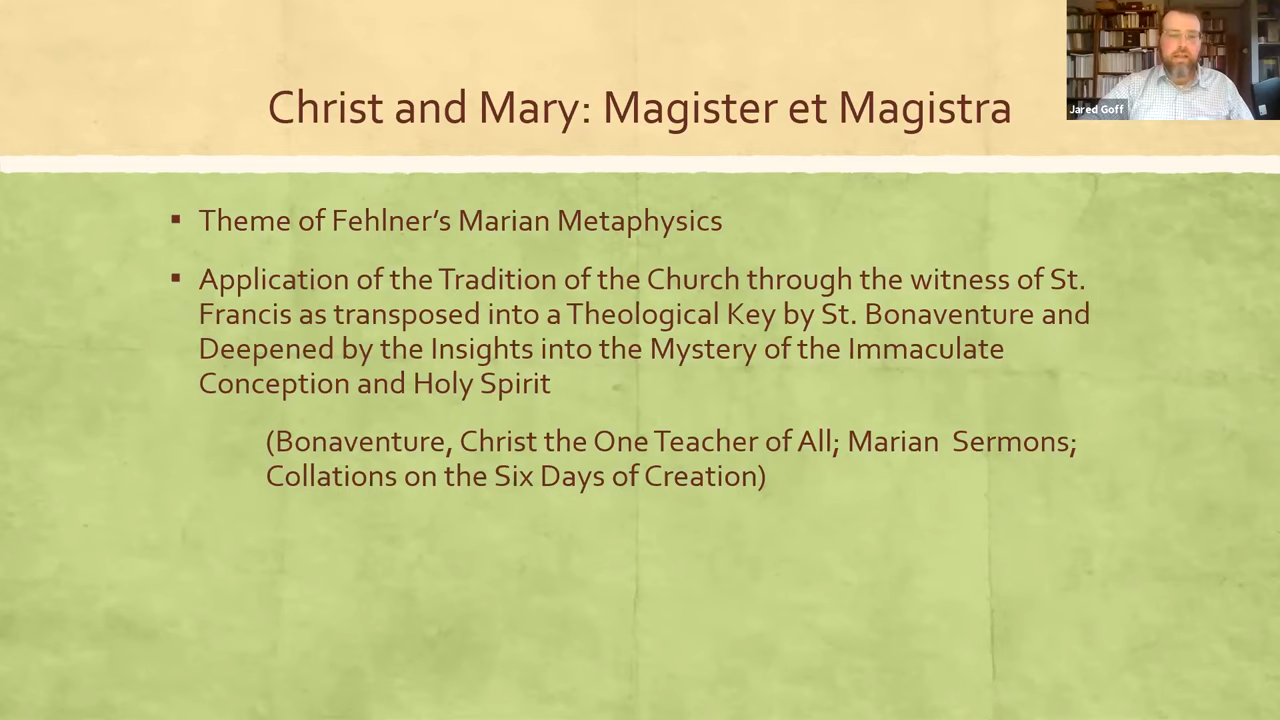 Christ and Mary: Magister et Magistra
Jared Goff
▪ Theme of Fehlner’s Marian Metaphysics
▪ Application of the Tradition of the Church through the witness of St.
Francis as transposed into a Theological Key by St. Bonaventure and
Deepened by the Insights into the Mystery of the Immaculate
Conception and Holy Spirit
(Bonaventure, Christ the One Teacher of All; Marian  Sermons;
Collations on the Six Days of Creation)